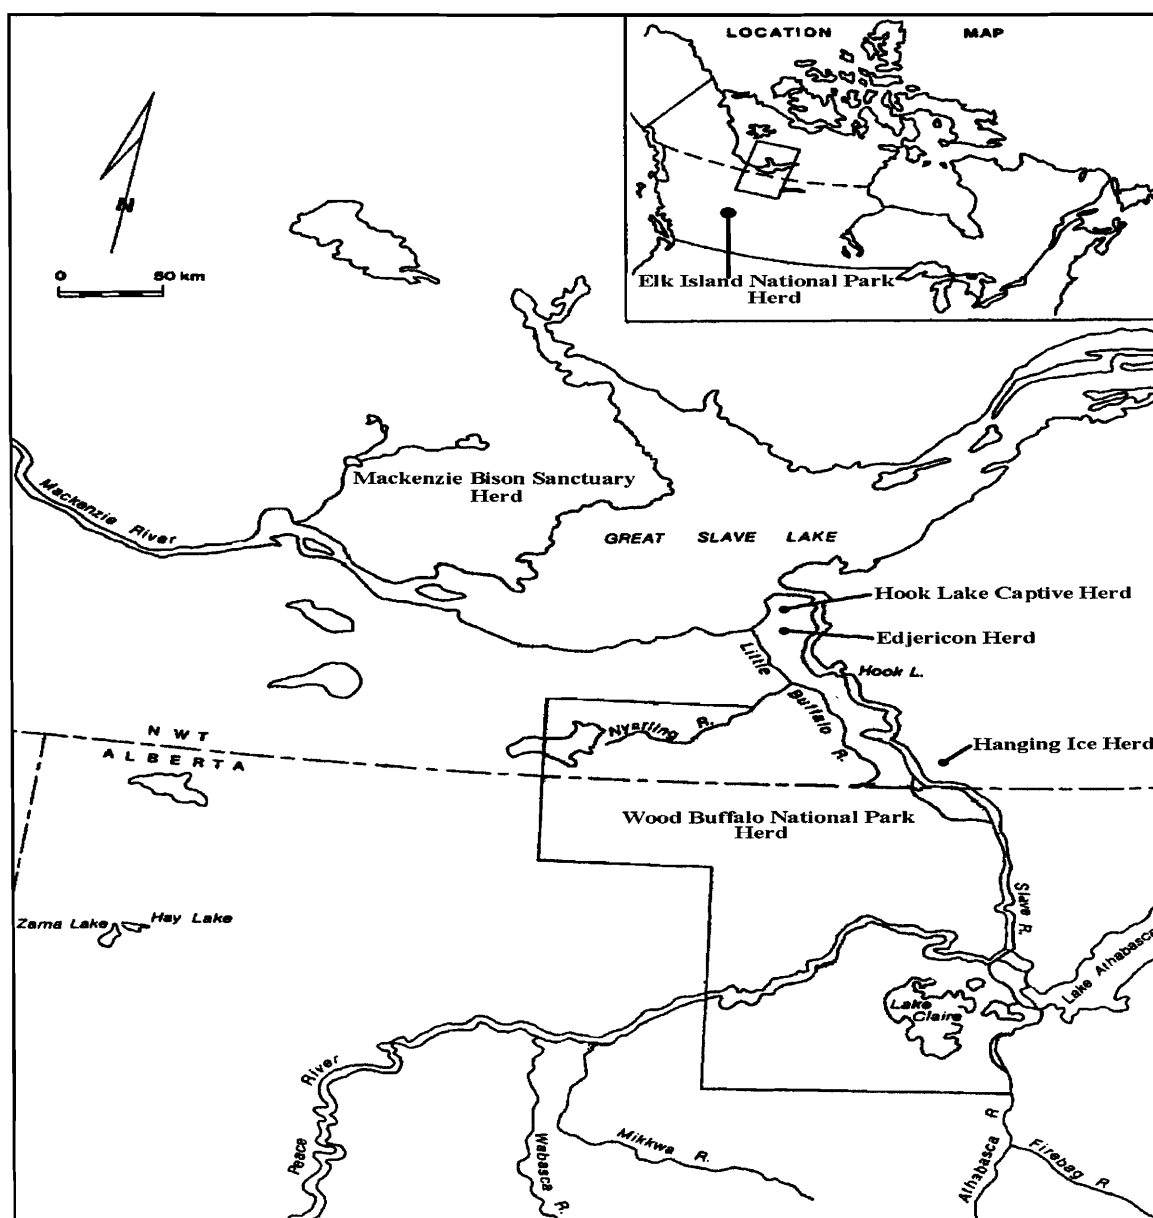 LOCATION MAP
N
0 50 km
Elk Island National Park
Herd
Mackenzie River
Mackenzie Bison Sanctuary
Herd
GREAT SLAVE LAKE
Hook Lake Captive Herd
Edjericon Herd
Little Buffalo R.
Hook L.
Nyarling R.
NWT
ALBERTA
Hanging Ice Herd
Wood Buffalo National Park
Herd
Slave R.
Zama Lake
Hay Lake
Lake Athabasca
Lake
Claire
Peace River
Wabasca R.
Mikkwa R.
Athabasca R
Firebag R